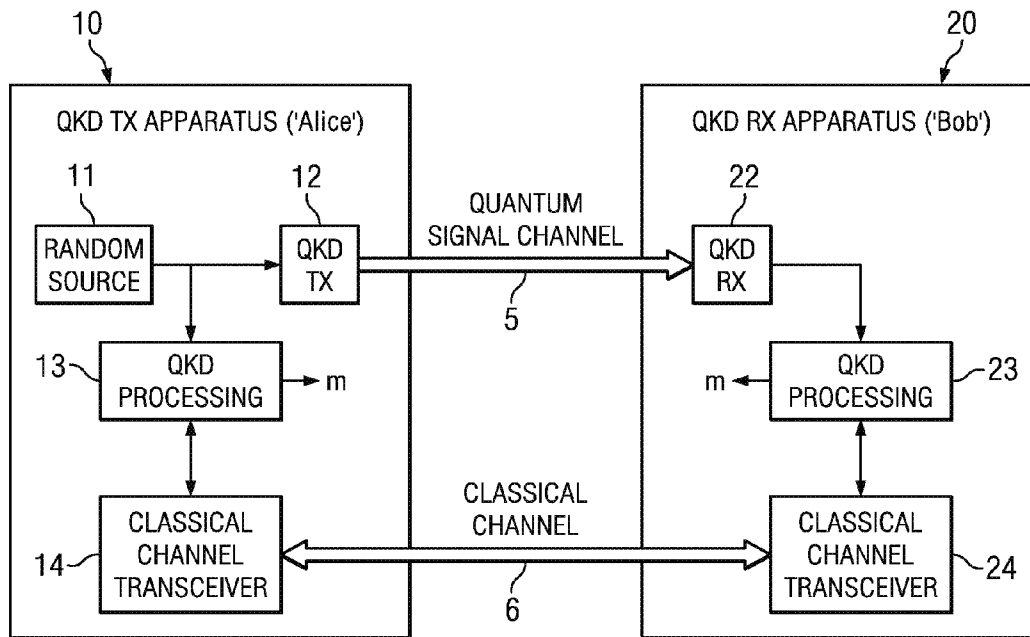 10
20
QKD TX APPARATUS ('Alice')
QKD RX APPARATUS ('Bob')
11
12
22
RANDOM
SOURCE
QKD
TX
QUANTUM
SIGNAL CHANNEL
5
QKD
RX
13
QKD
PROCESSING
m
m
QKD
PROCESSING
23
14
CLASSICAL
CHANNEL
TRANSCEIVER
CLASSICAL
CHANNEL
6
CLASSICAL
CHANNEL
TRANSCEIVER
24